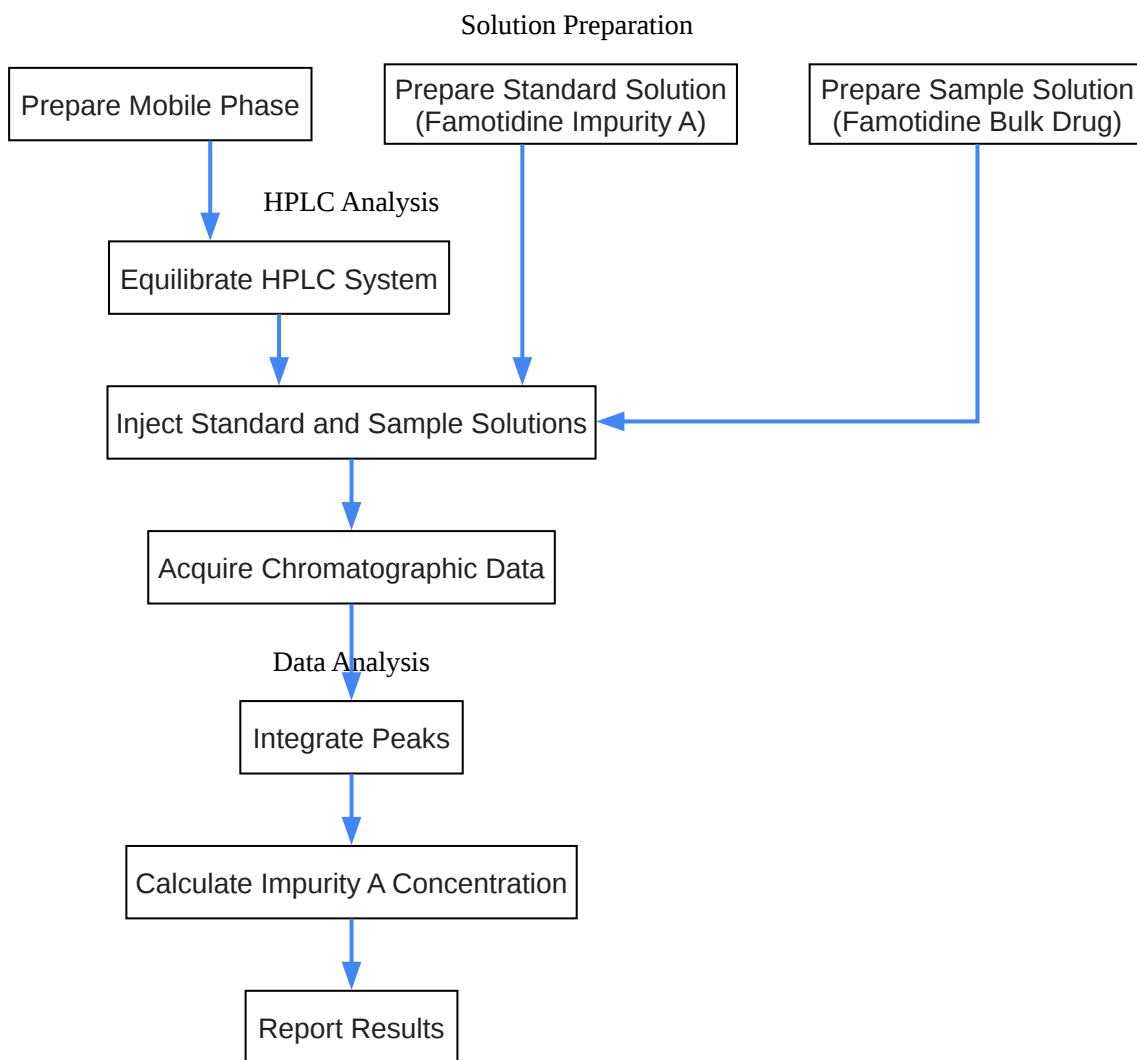 Solution Preparation
Prepare Mobile Phase
Prepare Standard Solution
(Famotidine Impurity A)
Prepare Sample Solution
(Famotidine Bulk Drug)
HPLC Analysis
Equilibrate HPLC System
Inject Standard and Sample Solutions
Acquire Chromatographic Data
Data Analysis
Integrate Peaks
Calculate Impurity A Concentration
Report Results